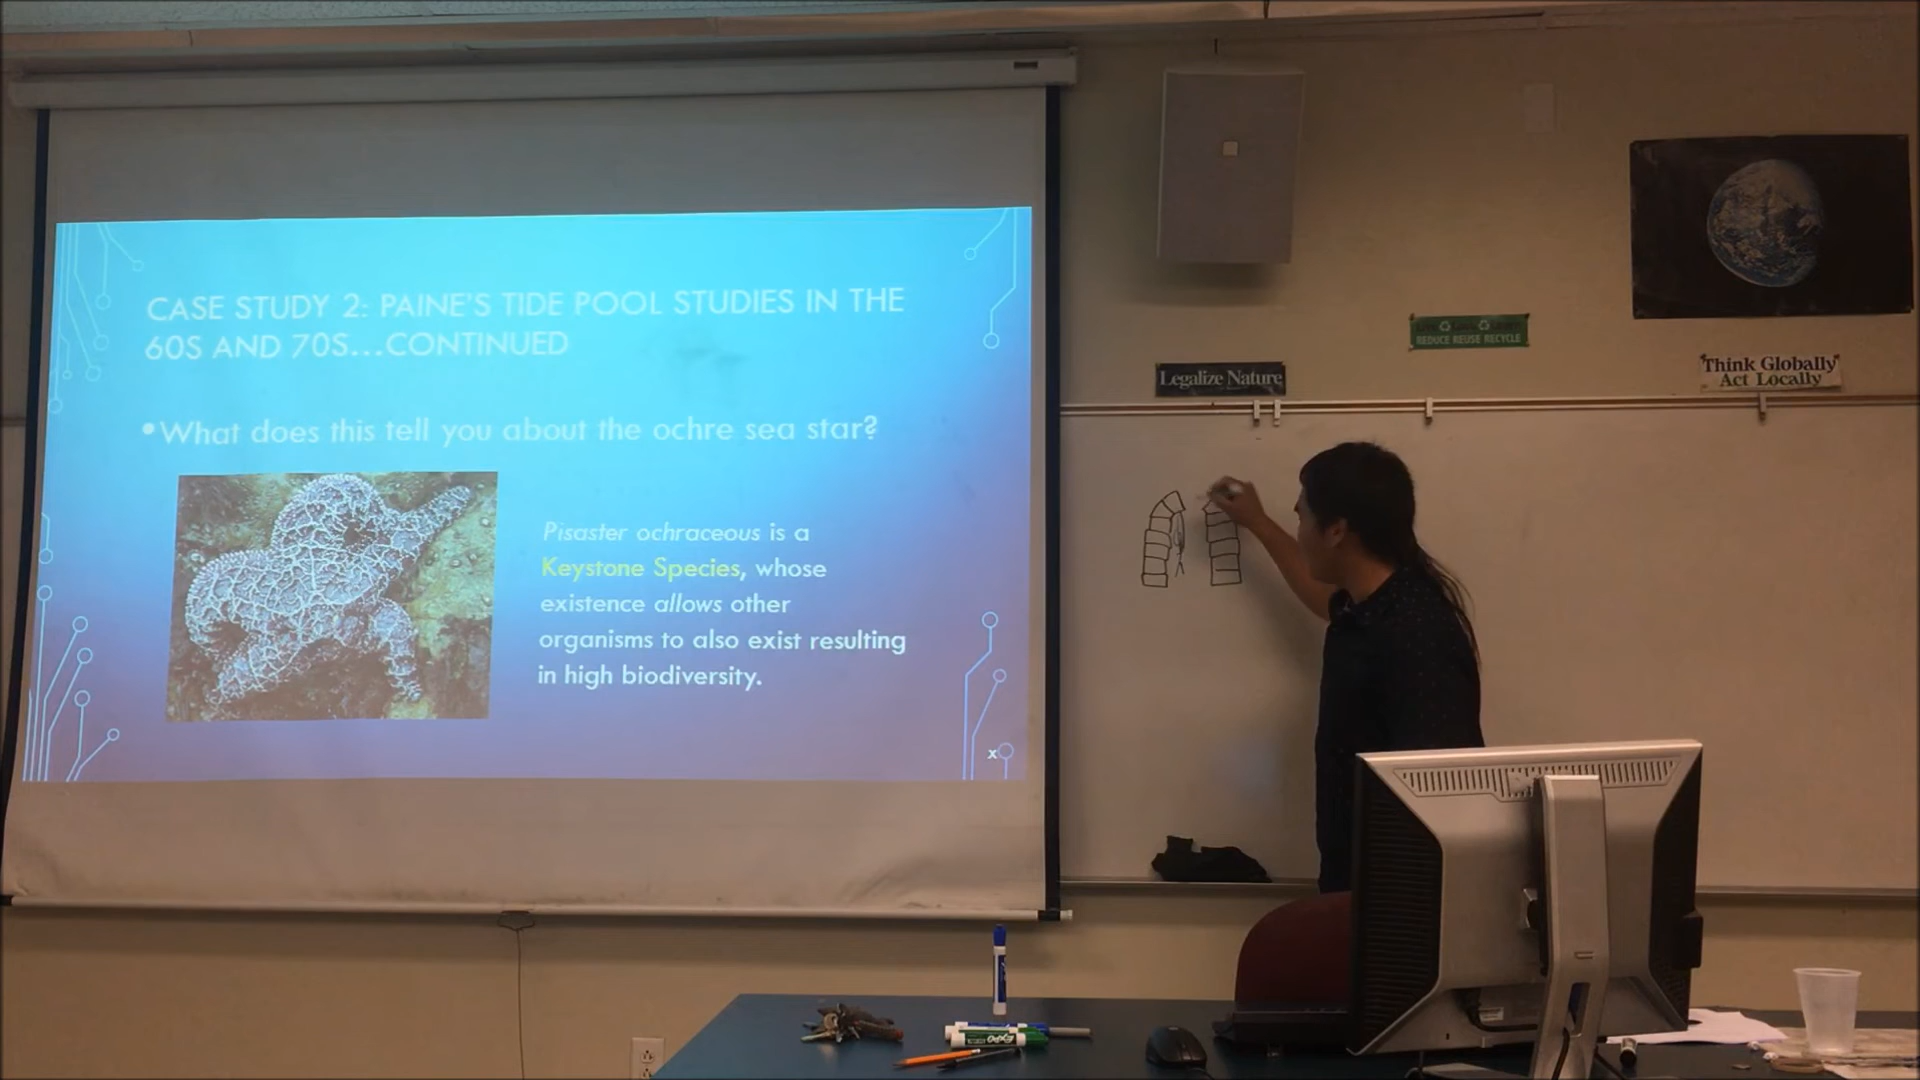 CASE STUDY 2: PAINE'S TIDE POOL STUDIES IN THE
60S AND 70S...CONTINUED
•What does this tell you about the ochre sea star?
Pisaster ochraceous is a
Keystone Species, whose
existence allows other
organisms to also exist resulting
in high biodiversity.
x
Legalize Nature
REDUCE REUSE RECYCLE
"Think Globally
Act Locally"
EXPO